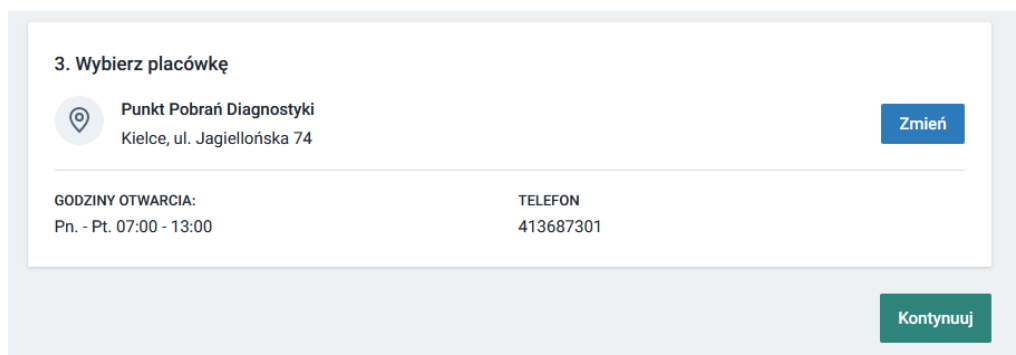 3. Wybierz placówkę
Punkt Pobrań Diagnostyki
Kielce, ul. Jagiellońska 74
Zmień
GODZINY OTWARCIA:
Pn. - Pt. 07:00 - 13:00
TELEFON
413687301
Kontynuuj